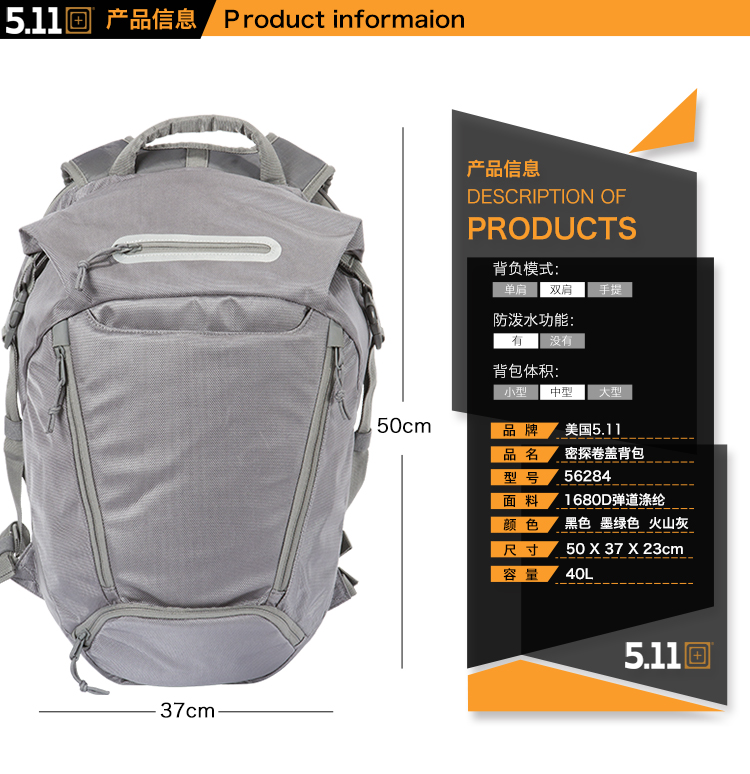 5.11 产品信息 Product informaion
产品信息
DESCRIPTION OF
PRODUCTS
背负模式:
单肩 双肩 手提
防泼水功能:
有 没有
背包体积:
小型 中型 大型
品牌 美国5.11
品名 密探卷盖背包
型号 56284
面料 1680D弹道涤纶
颜色 黑色 墨绿色 火山灰
尺寸 50 X 37 X 23cm
容量 40L
5.11
50cm
37cm